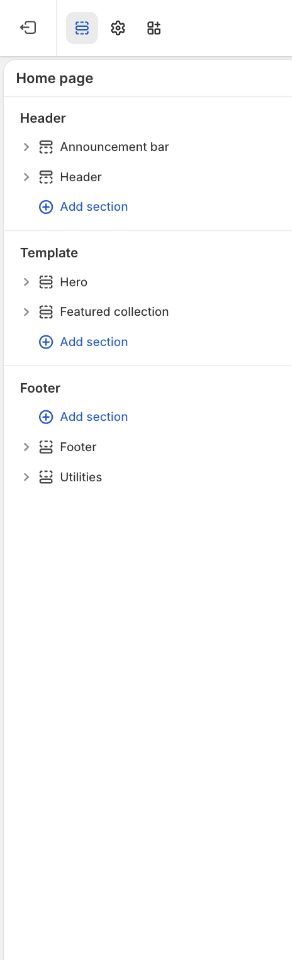 Home page
Header
Announcement bar
Header
Add section
Template
Hero
Featured collection
Add section
Footer
Add section
Footer
Utilities